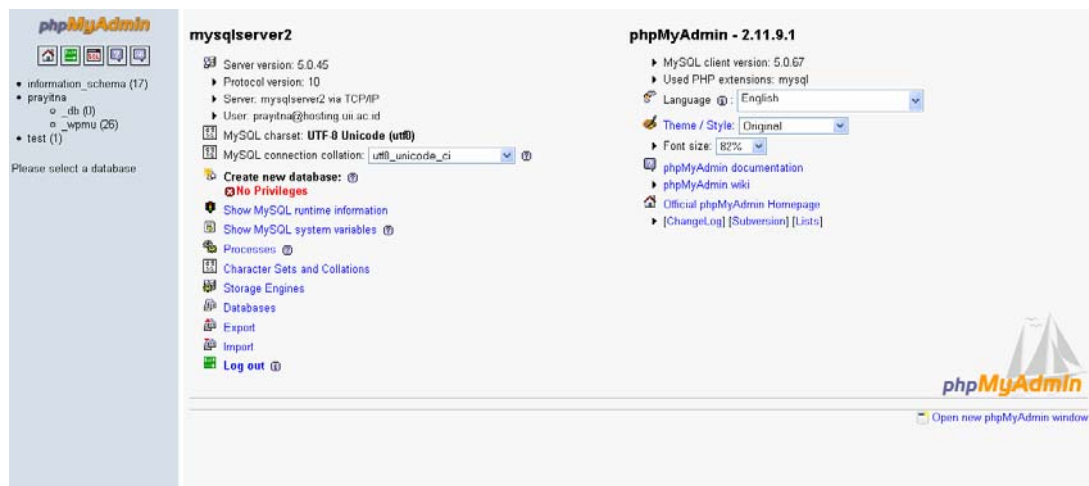 phpMyAdmin
information_schema (17)
prayitna
_db (0)
_wpmu (26)
test (1)
Please select a database
mysqlserver2
Server version: 5.0.45
Protocol version: 10
Server: mysqlserver2 via TCP/IP
User: prayitna@hosting.uii.ac.id
MySQL charset: UTF-8 Unicode (utf8)
MySQL connection collation: utf8_unicode_ci
Create new database:
No Privileges
Show MySQL runtime information
Show MySQL system variables
Processes
Character Sets and Collations
Storage Engines
Databases
Export
Import
Log out
phpMyAdmin - 2.11.9.1
MySQL client version: 5.0.67
Used PHP extensions: mysql
Language : English
Theme / Style: Original
Font size: 82%
phpMyAdmin documentation
phpMyAdmin wiki
Official phpMyAdmin Homepage
[ChangeLog] [Subversion] [Lists]
phpMyAdmin
Open new phpMyAdmin window